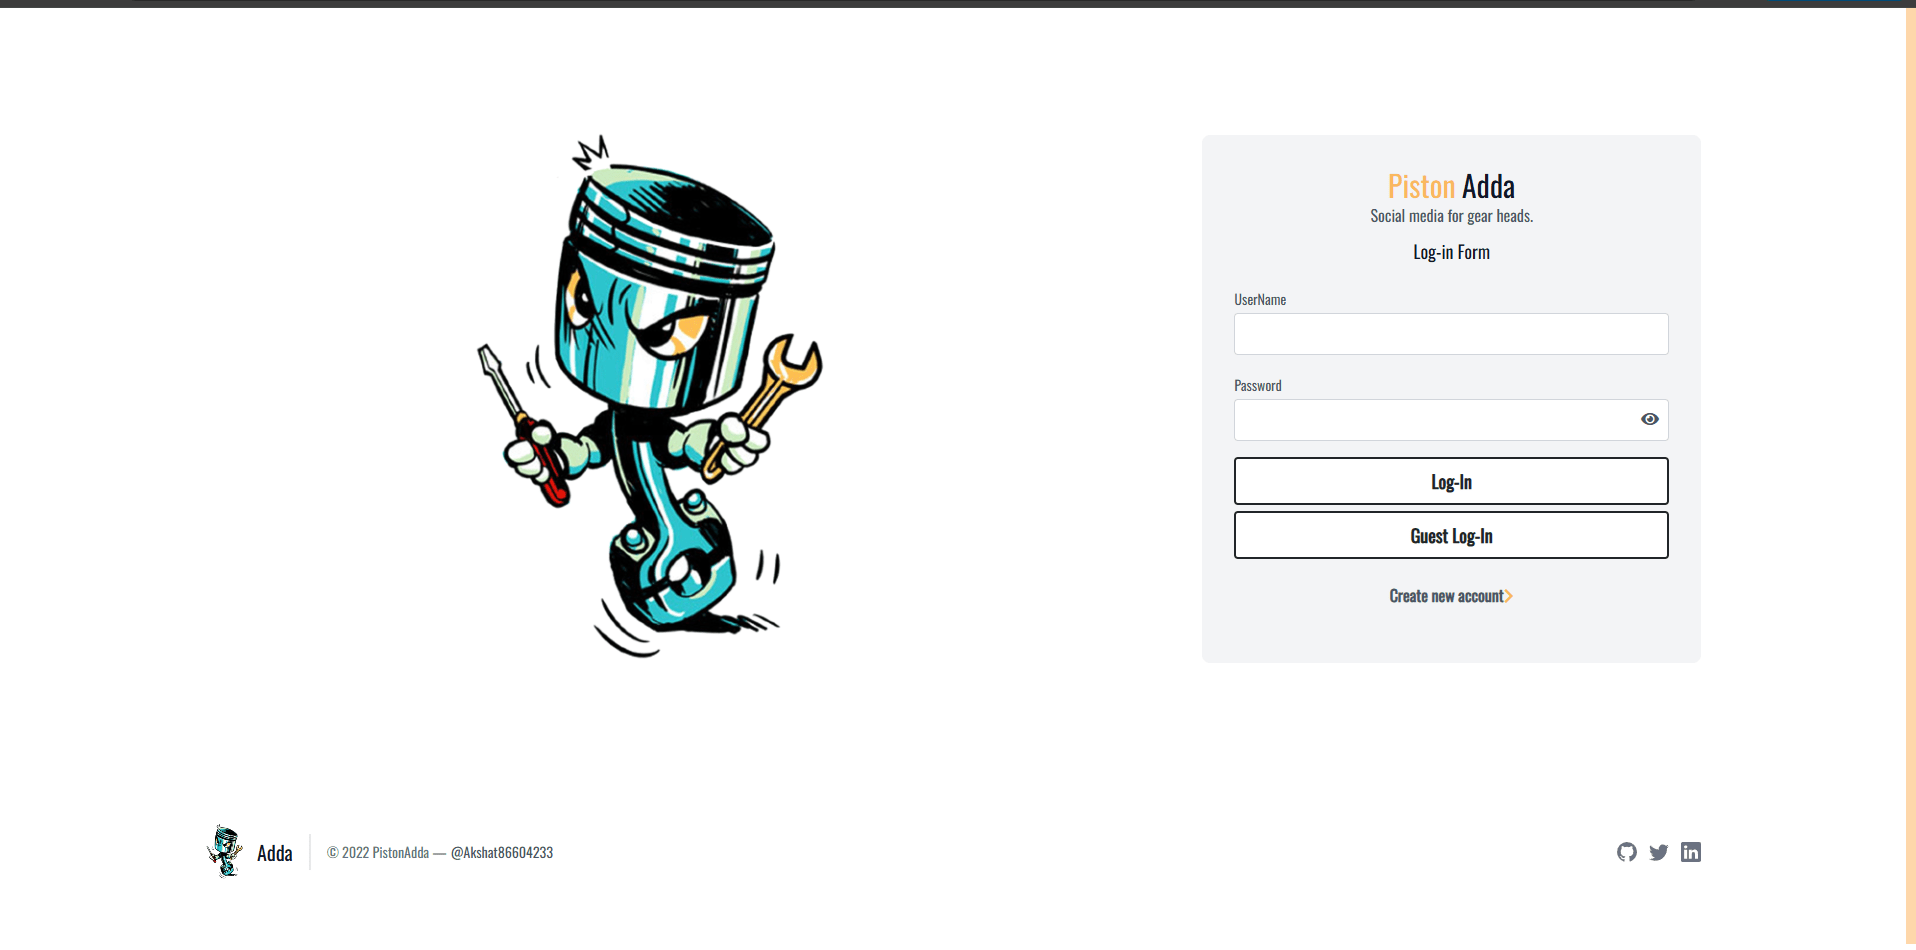 Piston Adda
Social media for gear heads.
Log-in Form
UserName
Password
Log-In
Guest Log-In
Create new account
Adda
© 2022 PistonAdda — @Akshat86604233
in